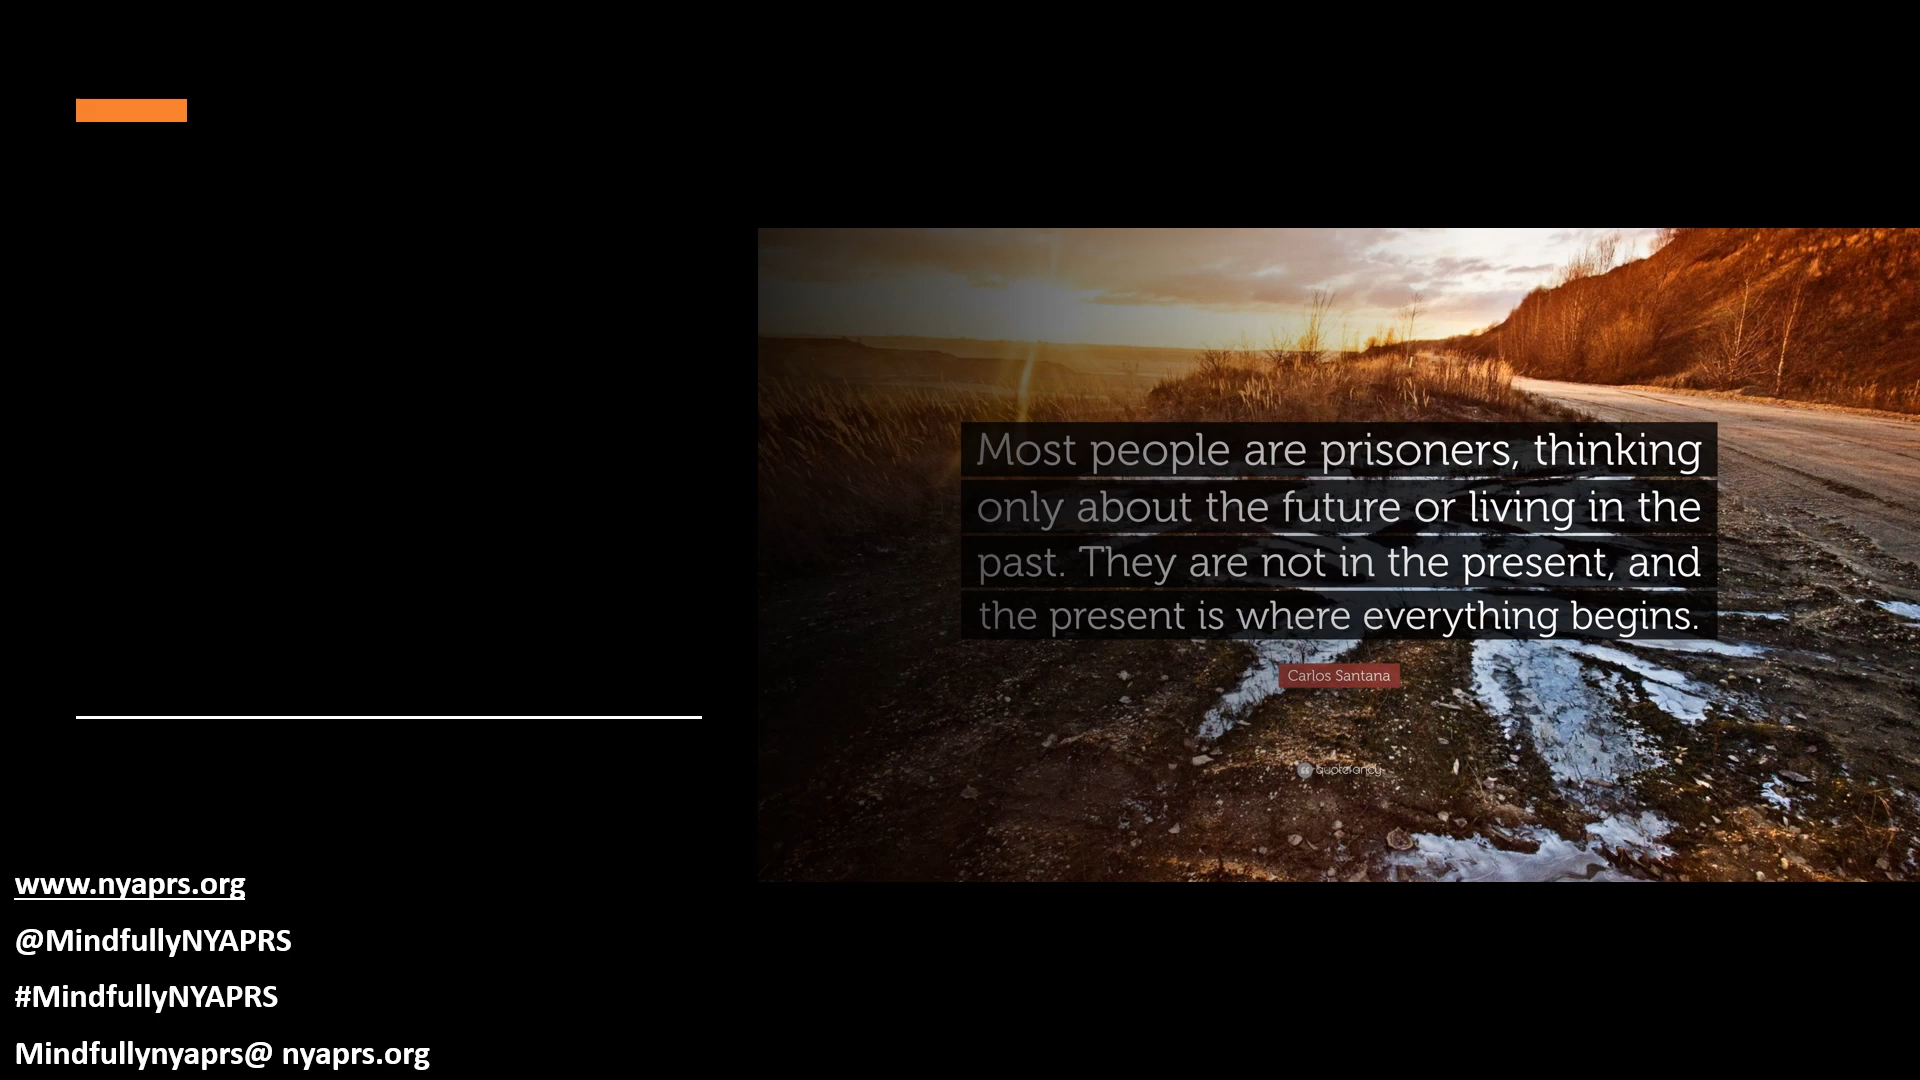 Most people are prisoners, thinking
only about the future or living in the
past. They are not in the present, and
the present is where everything begins.
Carlos Santana
quotefancy
www.nyaprs.org
@MindfullyNYAPRS
#MindfullyNYAPRS
Mindfullynyaprs@ nyaprs.org